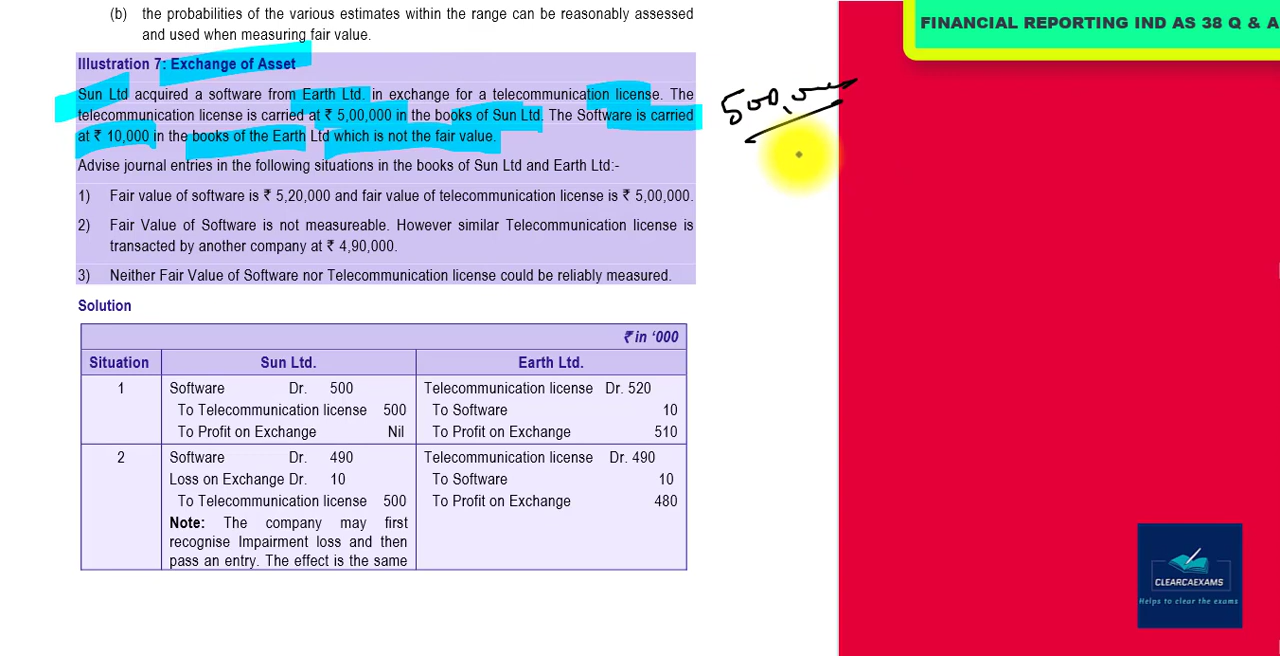 (b) the probabilities of the various estimates within the range can be reasonably assessed
and used when measuring fair value.
FINANCIAL REPORTING IND AS 38 Q & A
Illustration 7: Exchange of Asset
Sun Ltd acquired a software from Earth Ltd. in exchange for a telecommunication license. The
telecommunication license is carried at ₹ 5,00,000 in the books of Sun Ltd. The Software is carried
at ₹ 10,000 in the books of the Earth Ltd which is not the fair value.
500,000
Advise journal entries in the following situations in the books of Sun Ltd and Earth Ltd:-
1) Fair value of software is ₹ 5,20,000 and fair value of telecommunication license is ₹ 5,00,000.
2) Fair Value of Software is not measureable. However similar Telecommunication license is
transacted by another company at ₹ 4,90,000.
3) Neither Fair Value of Software nor Telecommunication license could be reliably measured.
Solution
₹ in ‘000
Situation Sun Ltd. Earth Ltd.
1 Software Dr. 500 Telecommunication license Dr. 520
To Telecommunication license 500 To Software 10
To Profit on Exchange Nil To Profit on Exchange 510
2 Software Dr. 490 Telecommunication license Dr. 490
Loss on Exchange Dr. 10 To Software 10
To Telecommunication license 500 To Profit on Exchange 480
Note: The company may first
recognise Impairment loss and then
pass an entry. The effect is the same
CLEARCAEXAMS
Helps to clear the exams